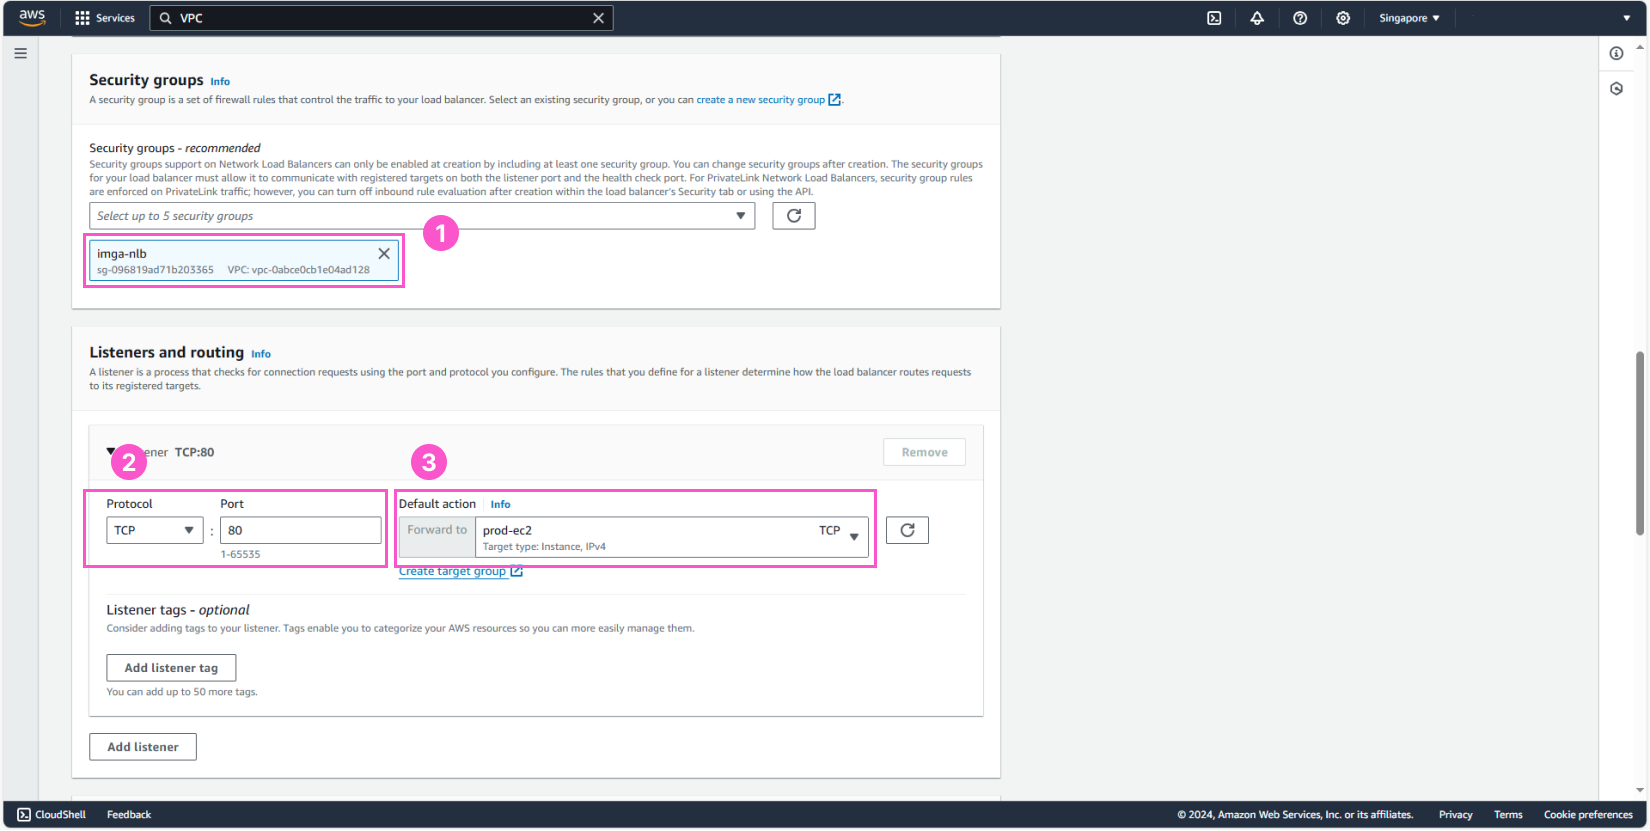 aws
Services
VPC
Singapore
Security groups Info
A security group is a set of firewall rules that control the traffic to your load balancer. Select an existing security group, or you can create a new security group.
Security groups - recommended
Security groups support on Network Load Balancers can only be enabled at creation by including at least one security group. You can change security groups after creation. The security groups
for your load balancer must allow it to communicate with registered targets on both the listener port and the health check port. For PrivateLink Network Load Balancers, security group rules
are enforced on PrivateLink traffic; however, you can turn off inbound rule evaluation after creation within the load balancer's Security tab or using the API.
Select up to 5 security groups
1
imga-nlb
sg-096819ad71b203365 VPC: vpc-0abce0cb1e04ad128
Listeners and routing Info
A listener is a process that checks for connection requests using the port and protocol you configure. The rules that you define for a listener determine how the load balancer routes requests
to its registered targets.
2
ener TCP:80
3
Remove
Protocol Port
TCP : 80
1-65535
Default action Info
Forward to prod-ec2 TCP
Target type: Instance, IPv4
Create target group
Listener tags - optional
Consider adding tags to your listener. Tags enable you to categorize your AWS resources so you can more easily manage them.
Add listener tag
You can add up to 50 more tags.
Add listener
CloudShell Feedback © 2024, Amazon Web Services, Inc. or its affiliates. Privacy Terms Cookie preferences